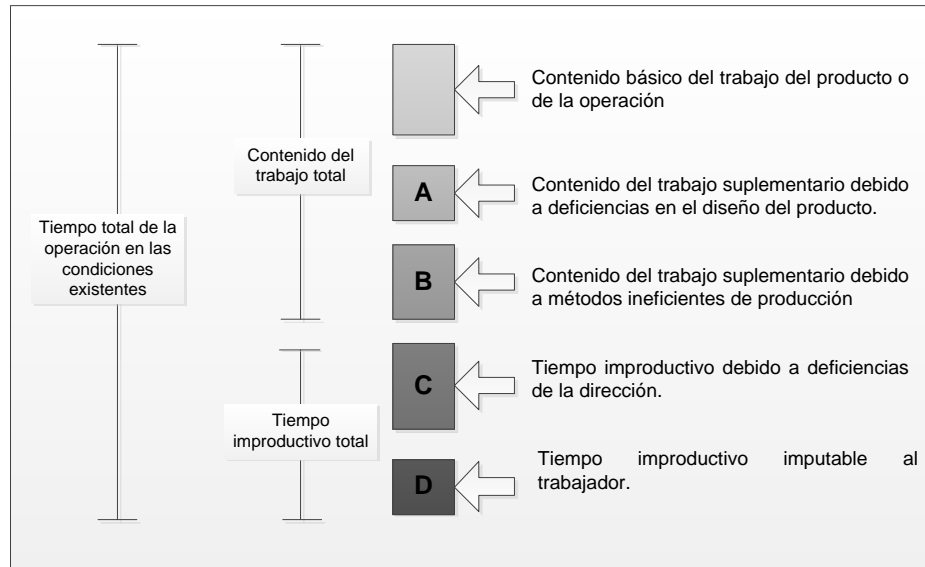 Contenido básico del trabajo del producto o
de la operación
Contenido del
trabajo total
A
Contenido del trabajo suplementario debido
a deficiencias en el diseño del producto.
Tiempo total de la
operación en las
condiciones
existentes
B
Contenido del trabajo suplementario debido
a métodos ineficientes de producción
C
Tiempo improductivo debido a deficiencias
de la dirección.
Tiempo
improductivo total
D
Tiempo improductivo imputable al
trabajador.